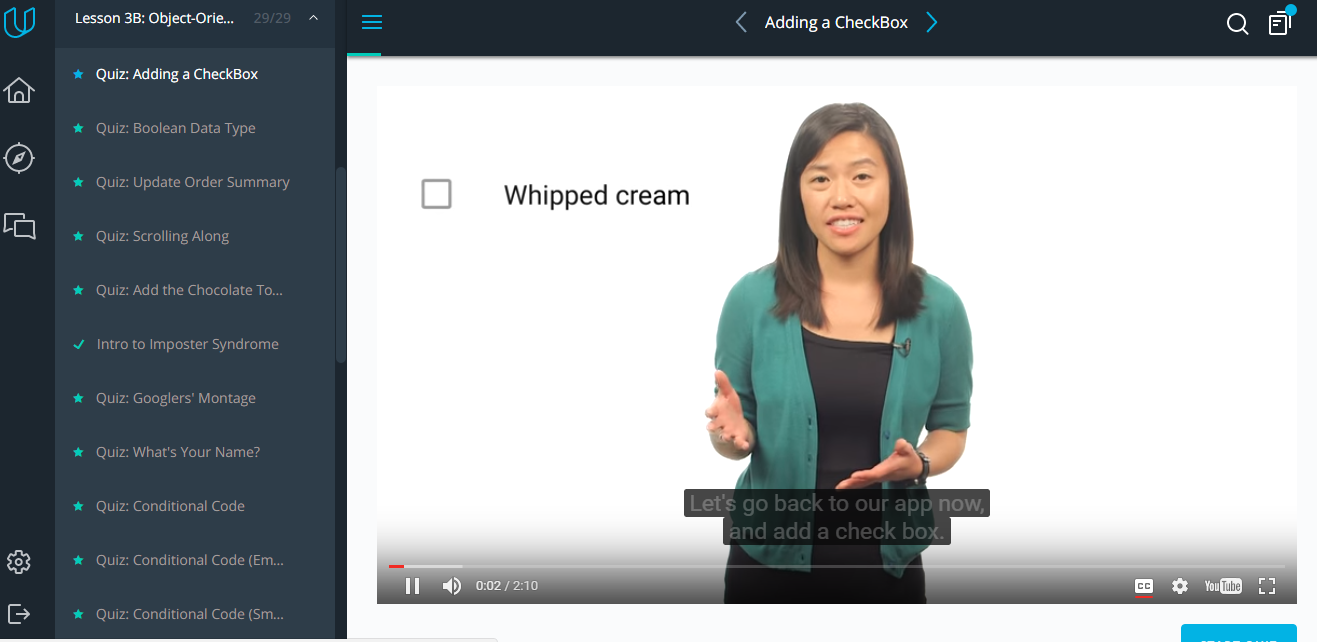 Lesson 3B: Object-Orie... 29/29
Quiz: Adding a CheckBox
Quiz: Boolean Data Type
Quiz: Update Order Summary
Quiz: Scrolling Along
Quiz: Add the Chocolate To...
Intro to Imposter Syndrome
Quiz: Googlers' Montage
Quiz: What's Your Name?
Quiz: Conditional Code
Quiz: Conditional Code (Em...
Quiz: Conditional Code (Sm...
Adding a CheckBox
Whipped cream
Let's go back to our app now,
and add a check box.
0:02 / 2:10
CC
YouTube
START QUIZ